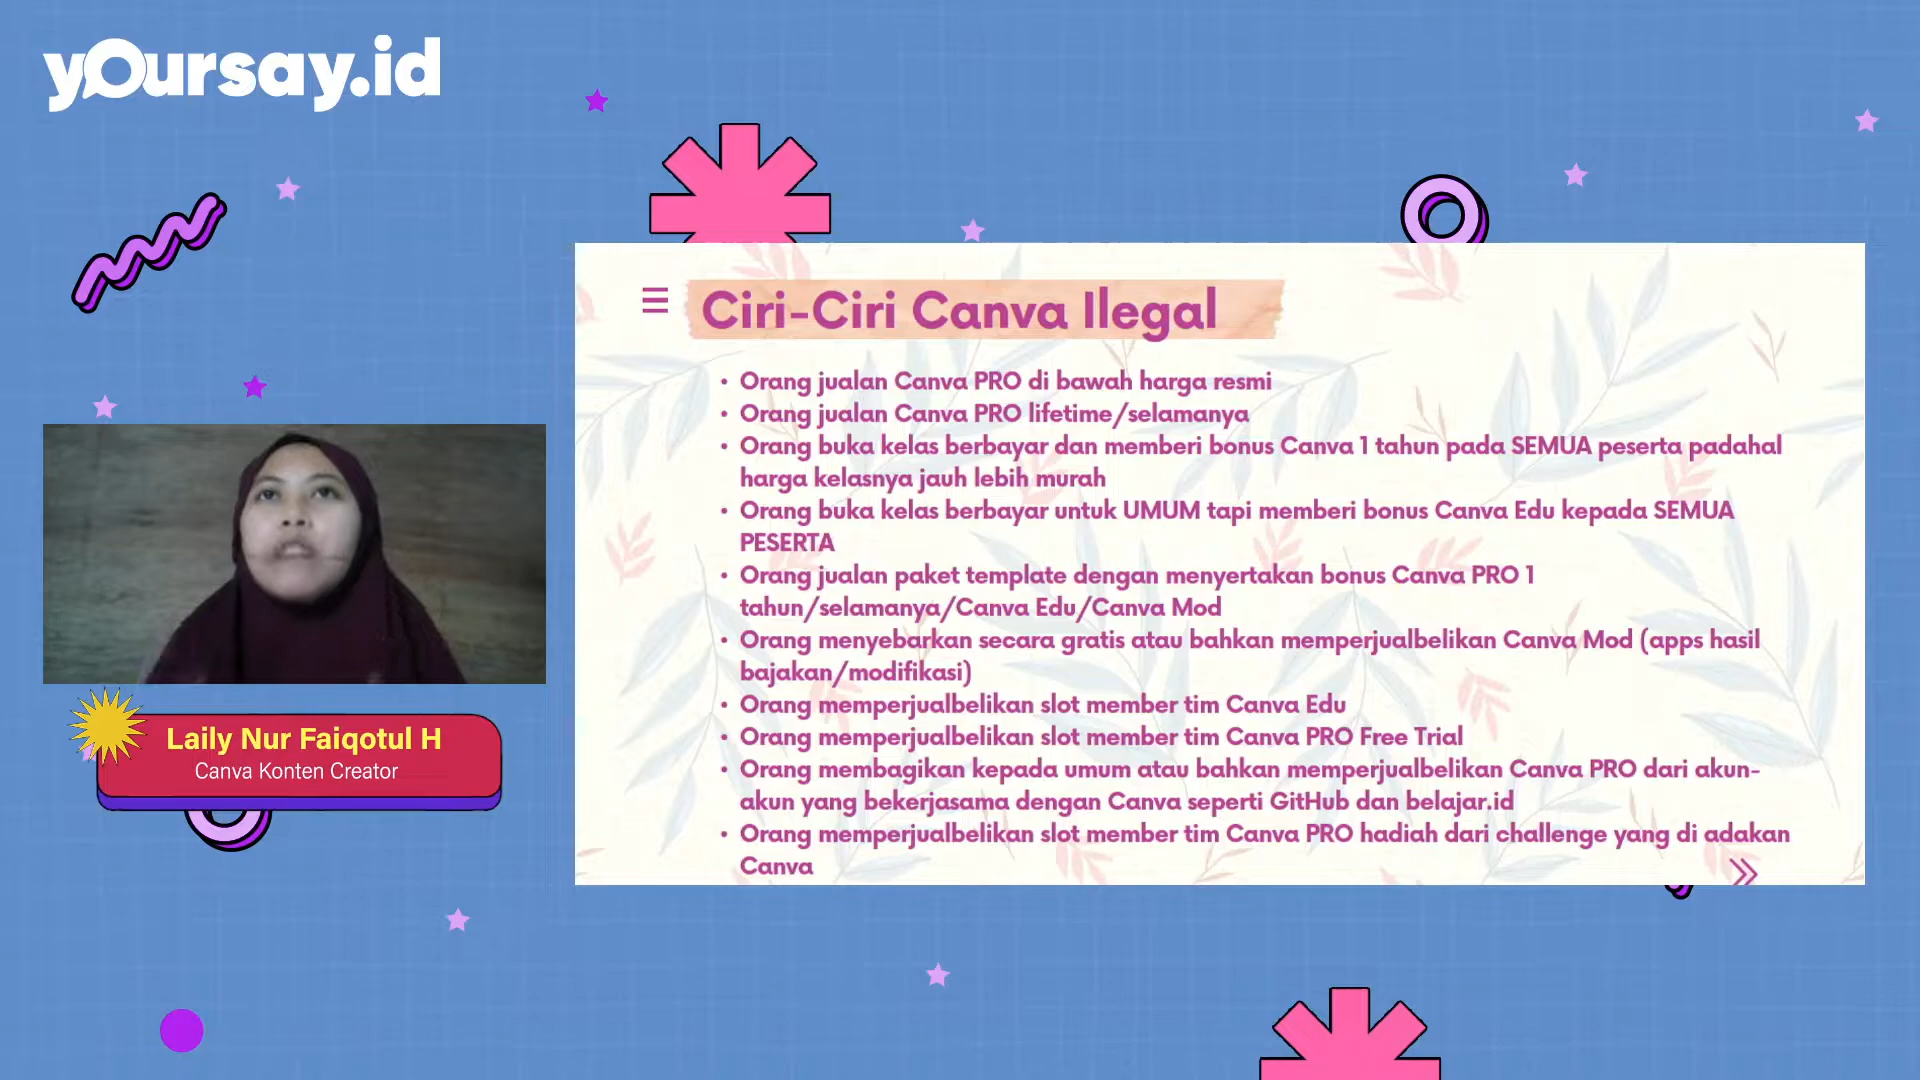 yoursay.id
Ciri-Ciri Canva Ilegal
• Orang jualan Canva PRO di bawah harga resmi
• Orang jualan Canva PRO lifetime/selamanya
• Orang buka kelas berbayar dan memberi bonus Canva 1 tahun pada SEMUA peserta padahal
harga kelasnya jauh lebih murah
• Orang buka kelas berbayar untuk UMUM tapi memberi bonus Canva Edu kepada SEMUA
PESERTA
• Orang jualan paket template dengan menyertakan bonus Canva PRO 1
tahun/selamanya/Canva Edu/Canva Mod
• Orang menyebarkan secara gratis atau bahkan memperjualbelikan Canva Mod (apps hasil
bajakan/modifikasi)
• Orang memperjualbelikan slot member tim Canva Edu
• Orang memperjualbelikan slot member tim Canva PRO Free Trial
• Orang membagikan kepada umum atau bahkan memperjualbelikan Canva PRO dari akun-
akun yang bekerjasama dengan Canva seperti GitHub dan belajar.id
• Orang memperjualbelikan slot member tim Canva PRO hadiah dari challenge yang di adakan
Canva
Laily Nur Faiqotul H
Canva Konten Creator